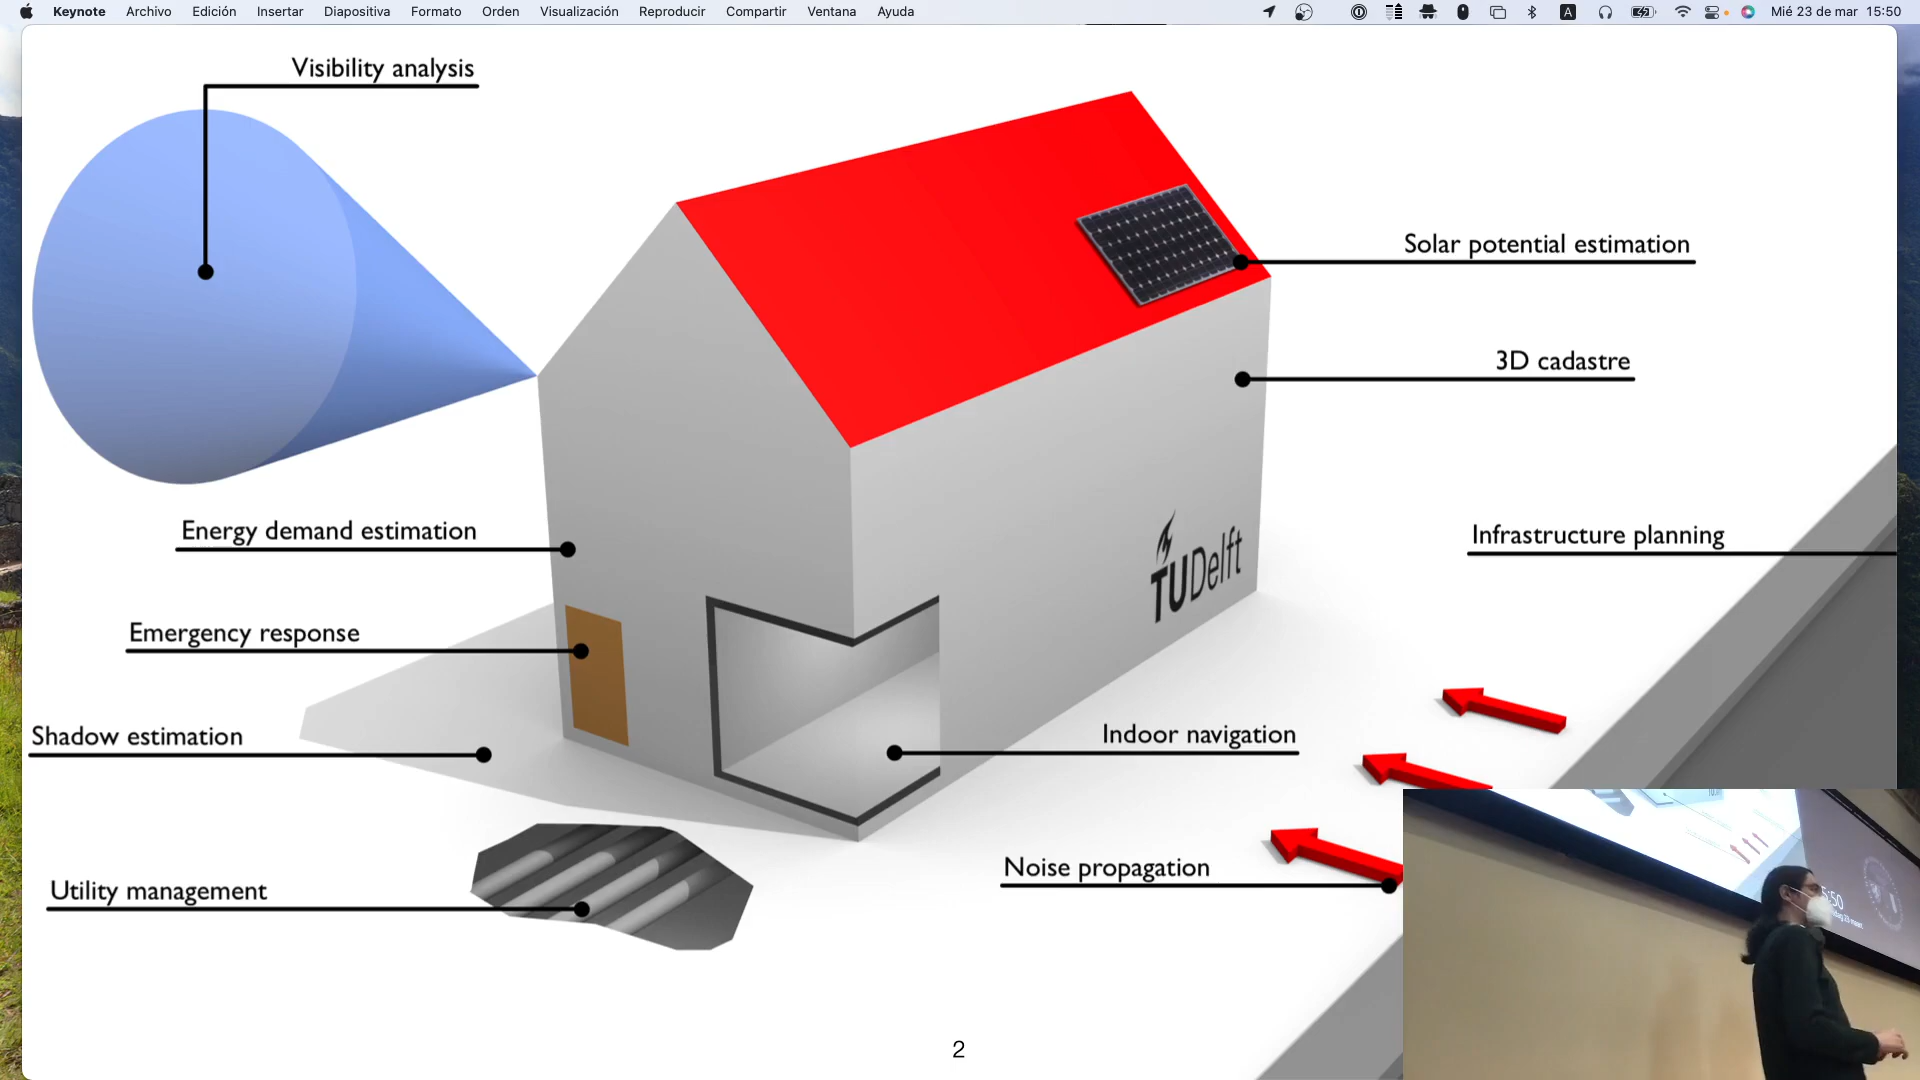 Keynote Archivo Edición Insertar Diapositiva Formato Orden Visualización Reproducir Compartir Ventana Ayuda A Mié 23 de mar 15:50
Visibility analysis
Solar potential estimation
3D cadastre
Energy demand estimation
Infrastructure planning
TUDelft
Emergency response
Shadow estimation
Indoor navigation
Noise propagation
Utility management
2